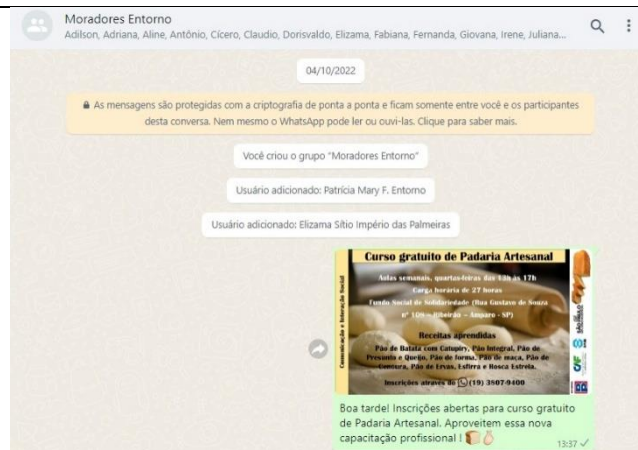 Moradores Entorno
Adilson, Adriana, Aline, Antônio, Cícero, Claudio, Dorisvaldo, Elizama, Fabiana, Fernanda, Giovana, Irene, Juliana...
04/10/2022
As mensagens são protegidas com a criptografia de ponta a ponta e ficam somente entre você e os participantes
desta conversa. Nem mesmo o WhatsApp pode ler ou ouvi-las. Clique para saber mais.
Você criou o grupo "Moradores Entorno"
Usuário adicionado: Patrícia Mary F. Entorno
Usuário adicionado: Elizama Sítio Império das Palmeiras
Curso gratuito de Padaria Artesanal
Aulas semanais, quartas-feiras das 13h às 17h
Carga horária de 27 horas
Fundo Social de Solidariedade (Rua Gustavo de Souza
nº 108 – Ribeirão – Amparo - SP)
Receitas aprendidas
Pão de Batata com Catupiry, Pão Integral, Pão de
Presunto e Queijo, Pão de forma, Pão de maça, Pão de
Cenoura, Pão de Ervas, Esfirra e Rosca Estrela.
Inscrições através do (19) 3807-9400
Comunicação e Interação Social
SÃO PAULO
Boa tarde! Inscrições abertas para curso gratuito
de Padaria Artesanal. Aproveitem essa nova
capacitação profissional !
13:37